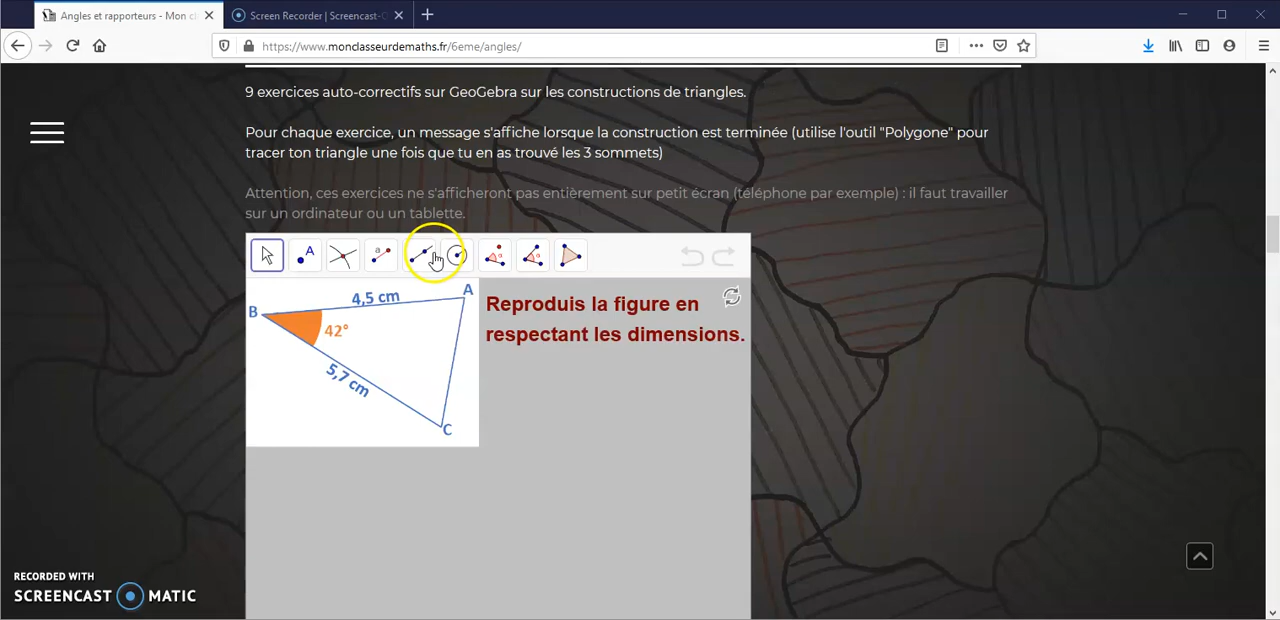 Angles et rapporteurs - Mon cl
Screen Recorder | Screencast-O
https://www.monclasseurdemaths.fr/6eme/angles/
9 exercices auto-correctifs sur GeoGebra sur les constructions de triangles.
Pour chaque exercice, un message s'affiche lorsque la construction est terminée (utilise l'outil "Polygone" pour
tracer ton triangle une fois que tu en as trouvé les 3 sommets)
Attention, ces exercices ne s'afficheront pas entièrement sur petit écran (téléphone par exemple) : il faut travailler
sur un ordinateur ou un tablette.
A
a
α
α
B
4,5 cm
A
42°
5,7 cm
C
Reproduis la figure en
respectant les dimensions.
RECORDED WITH
SCREENCAST MATIC